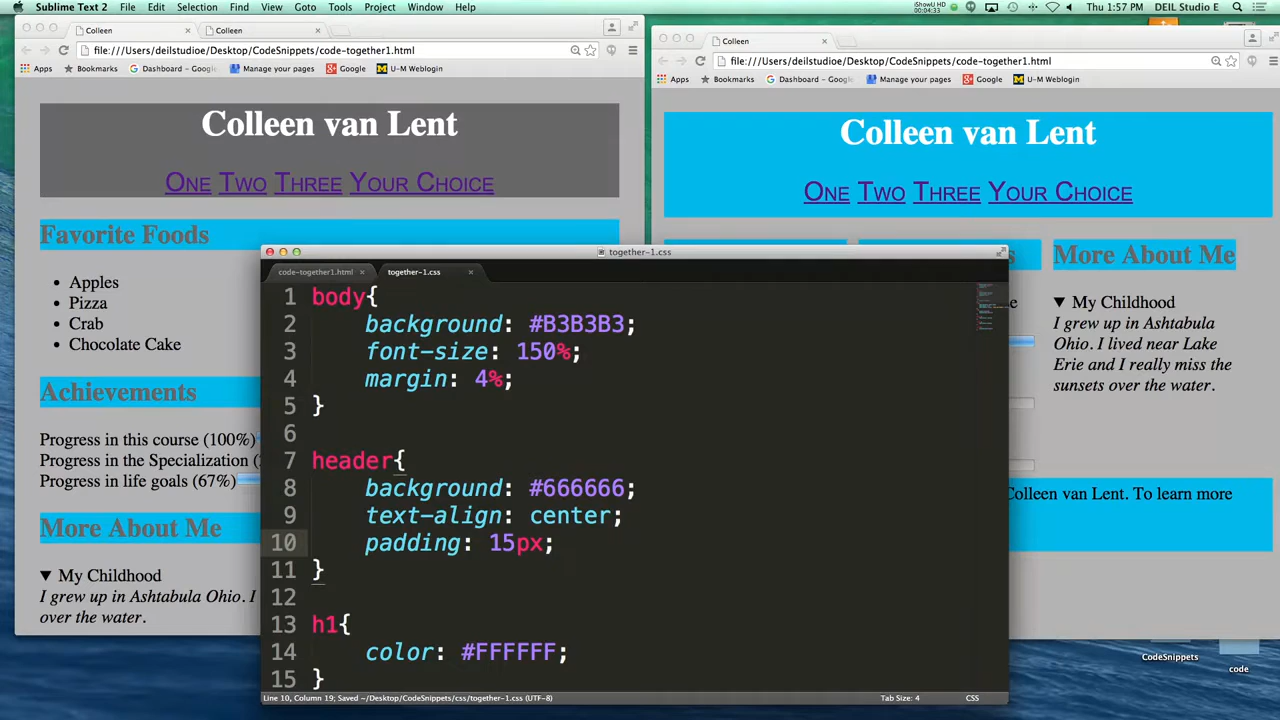 Sublime Text 2 File Edit Selection Find View Goto Tools Project Window Help
iShowU HD
00:04:33
Thu 1:57 PM DEIL Studio E
Colleen
Colleen
file:///Users/deilstudioe/Desktop/CodeSnippets/code-together1.html
Apps Bookmarks Dashboard - Google Manage your pages Google U-M Weblogin
Colleen van Lent
One Two Three Your Choice
Favorite Foods
Apples
Pizza
Crab
Chocolate Cake
Achievements
Progress in this course (100%)
Progress in the Specialization
Progress in life goals (67%)
More About Me
▼ My Childhood
I grew up in Ashtabula Ohio. I
over the water.
Colleen
file:///Users/deilstudioe/Desktop/CodeSnippets/code-together1.html
Apps Bookmarks Dashboard - Google Manage your pages Google U-M Weblogin
Colleen van Lent
One Two Three Your Choice
More About Me
▼ My Childhood
I grew up in Ashtabula
Ohio. I lived near Lake
Erie and I really miss the
sunsets over the water.
Colleen van Lent. To learn more
together-1.css
code-together1.html together-1.css
1 body{
2 background: #B3B3B3;
3 font-size: 150%;
4 margin: 4%;
5 }
6
7 header{
8 background: #666666;
9 text-align: center;
10 padding: 15px;
11 }
12
13 h1{
14 color: #FFFFFF;
15 }
Line 10, Column 19; Saved ~/Desktop/CodeSnippets/css/together-1.css (UTF-8) Tab Size: 4 CSS
CodeSnippets
code